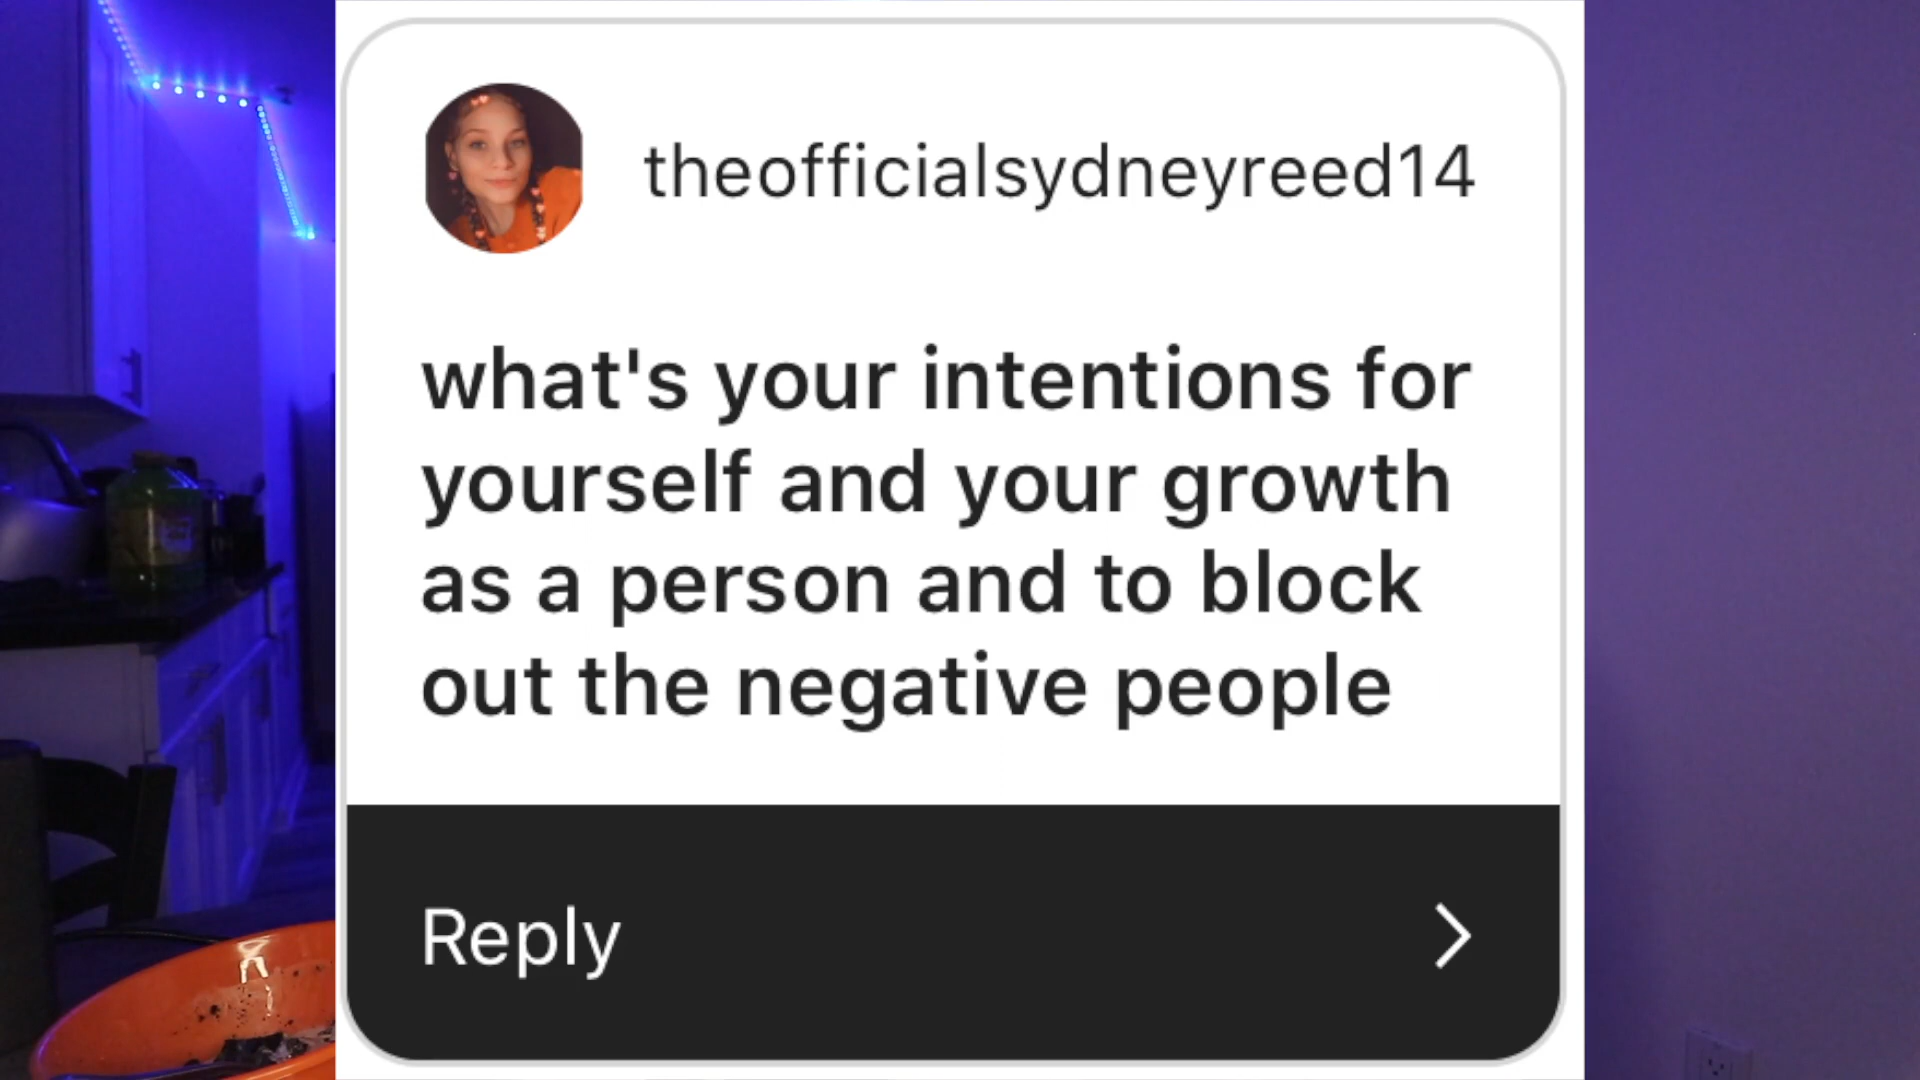 theofficialsydneyreed14
what's your intentions for
yourself and your growth
as a person and to block
out the negative people
Reply